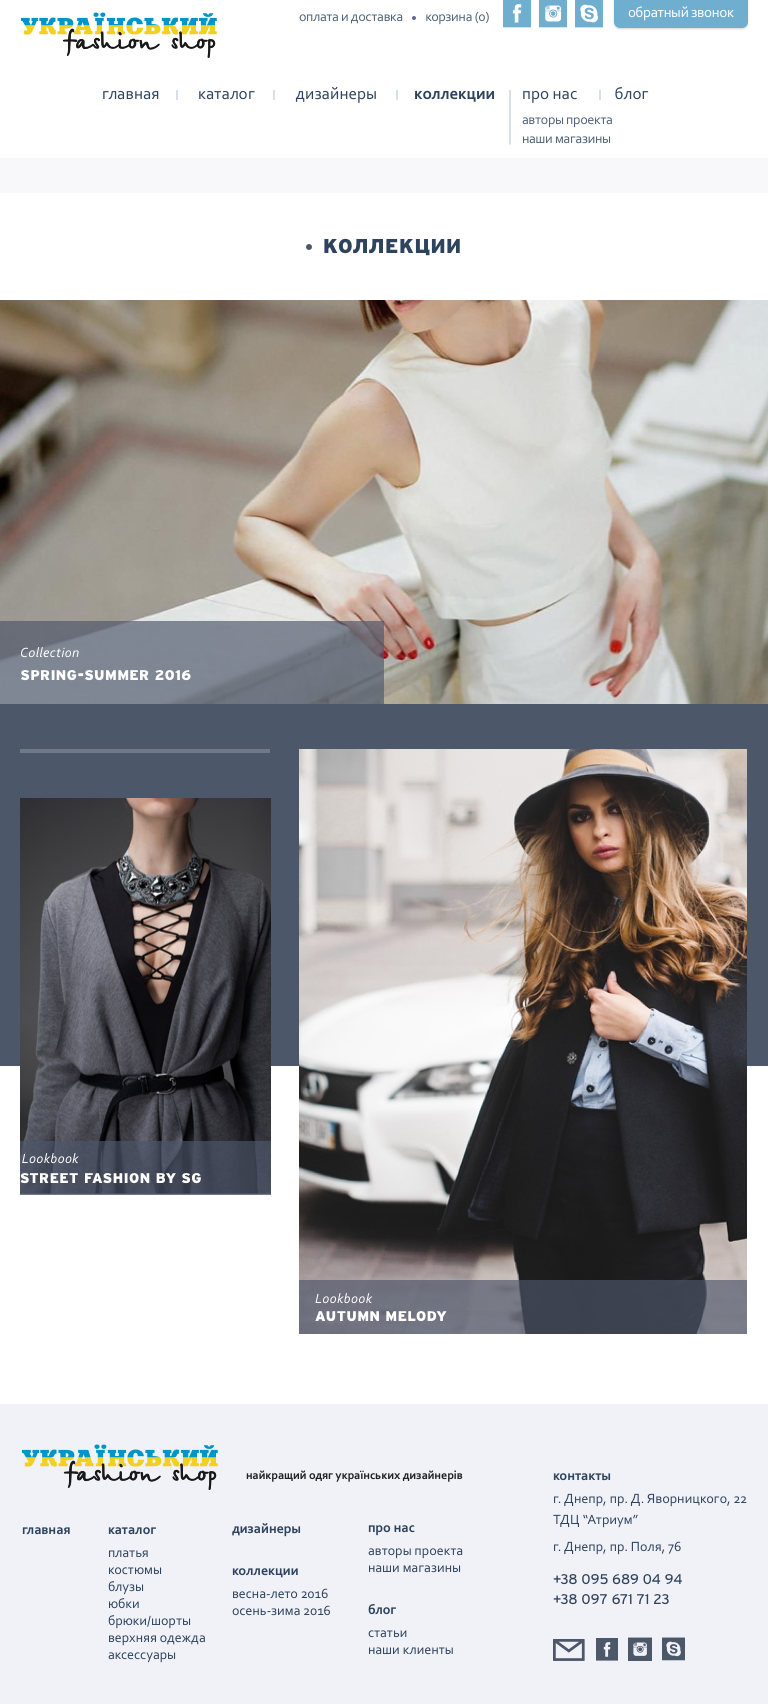 УКРАЇНСЬКИЙ
fashion shop
оплата и доставка • корзина (0)
обратный звонок
главная | каталог | дизайнеры | коллекции | про нас | блог
авторы проекта
наши магазины
• КОЛЛЕКЦИИ
Collection
SPRING-SUMMER 2016
Lookbook
STREET FASHION BY SG
Lookbook
AUTUMN MELODY
УКРАЇНСЬКИЙ
fashion shop
найкращий одяг українських дизайнерів
главная
каталог
платья
костюмы
блузы
юбки
брюки/шорты
верхняя одежда
аксессуары
дизайнеры
коллекции
весна-лето 2016
осень-зима 2016
про нас
авторы проекта
наши магазины
блог
статьи
наши клиенты
контакты
г. Днепр, пр. Д. Яворницкого, 22
ТДЦ “Атриум”
г. Днепр, пр. Поля, 76
+38 095 689 04 94
+38 097 671 71 23